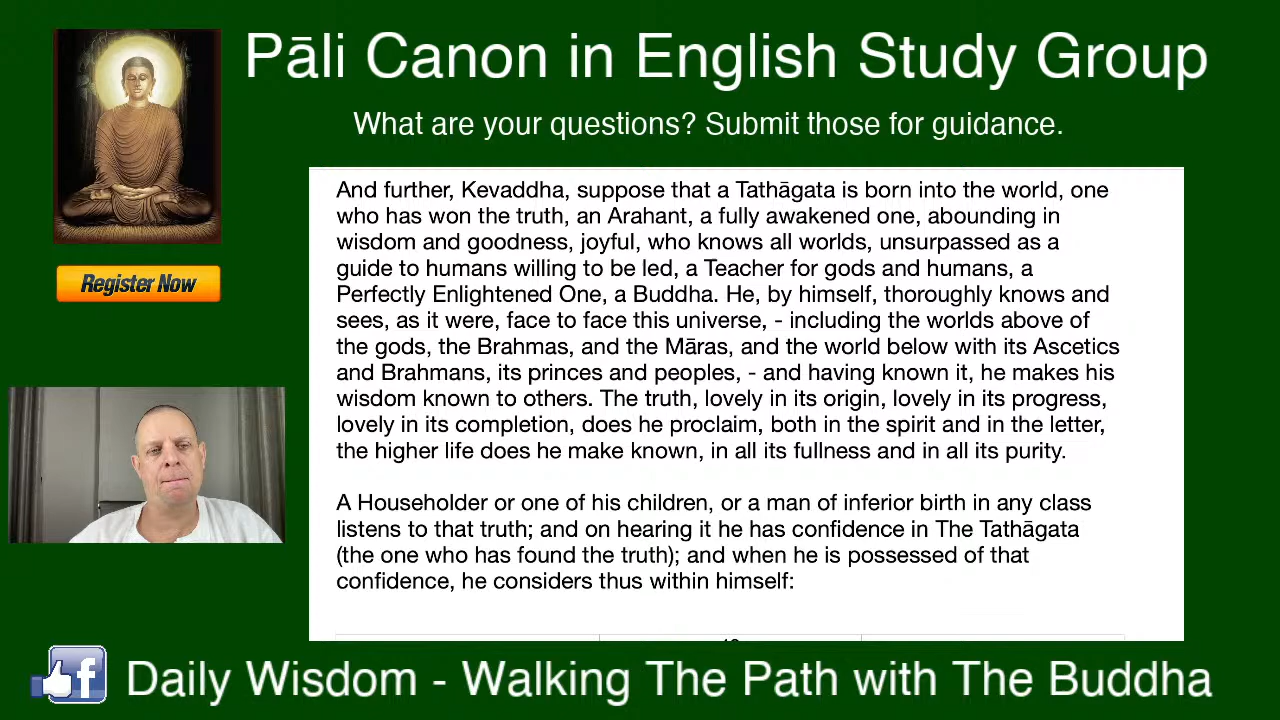 Pāli Canon in English Study Group
What are your questions? Submit those for guidance.
Register Now
And further, Kevaddha, suppose that a Tathāgata is born into the world, one
who has won the truth, an Arahant, a fully awakened one, abounding in
wisdom and goodness, joyful, who knows all worlds, unsurpassed as a
guide to humans willing to be led, a Teacher for gods and humans, a
Perfectly Enlightened One, a Buddha. He, by himself, thoroughly knows and
sees, as it were, face to face this universe, - including the worlds above of
the gods, the Brahmas, and the Māras, and the world below with its Ascetics
and Brahmans, its princes and peoples, - and having known it, he makes his
wisdom known to others. The truth, lovely in its origin, lovely in its progress,
lovely in its completion, does he proclaim, both in the spirit and in the letter,
the higher life does he make known, in all its fullness and in all its purity.
A Householder or one of his children, or a man of inferior birth in any class
listens to that truth; and on hearing it he has confidence in The Tathāgata
(the one who has found the truth); and when he is possessed of that
confidence, he considers thus within himself:
f
Daily Wisdom - Walking The Path with The Buddha